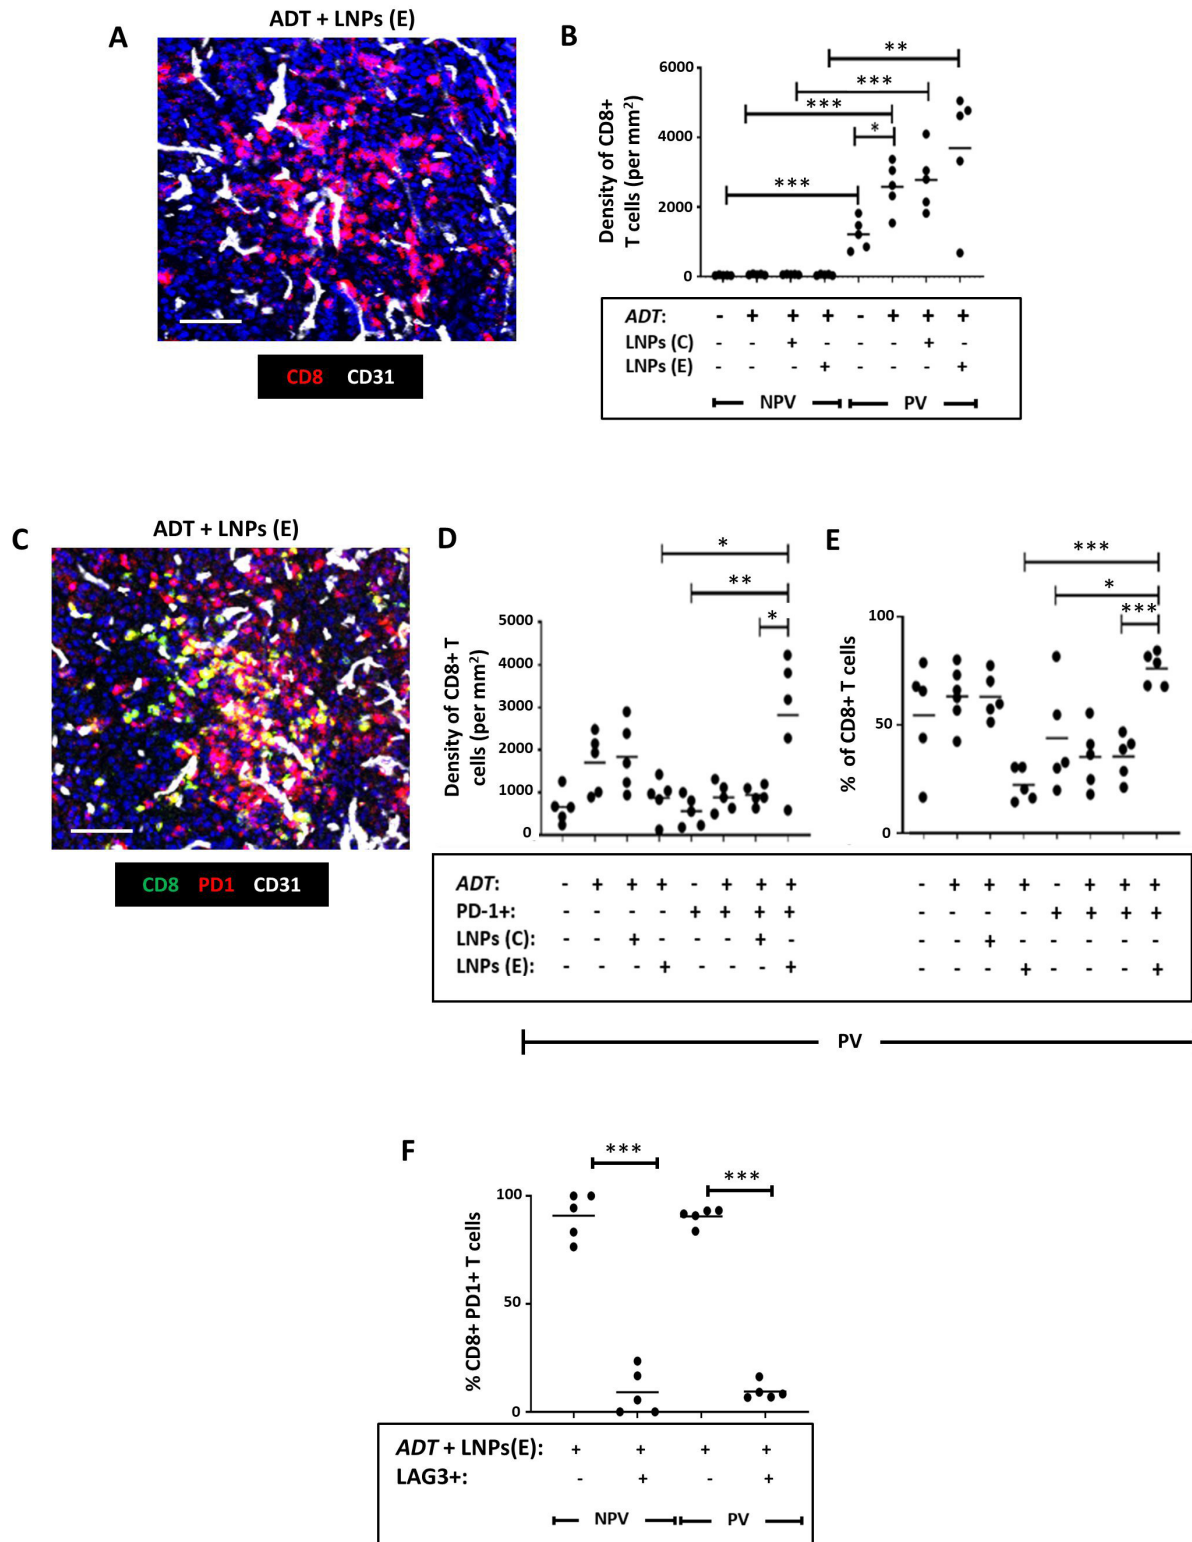 A
ADT + LNPs (E)
CD8 CD31
B
** 
***
***
*
***
Density of CD8+
T cells (per mm²)
6000
4000
2000
0
ADT: - + + + - + + +
LNPs (C) - - + - - - + -
LNPs (E) - - - + - - - +
NPV PV
C
ADT + LNPs (E)
CD8 PD1 CD31
D
*
**
*
Density of CD8+ T
cells (per mm²)
5000
4000
3000
2000
1000
0
E
***
*
***
% of CD8+ T cells
100
50
0
ADT: - + + + - + + + - + + + - + + +
PD-1+: - - - - + + + + - - - - + + + +
LNPs (C): - - + - - - + - - - + - - - - -
LNPs (E): - - - + - - - + - - - + - - - +
PV
F
***
***
% CD8+ PD1+ T cells
100
50
0
ADT + LNPs(E): + + + +
LAG3+: - + - +
NPV PV